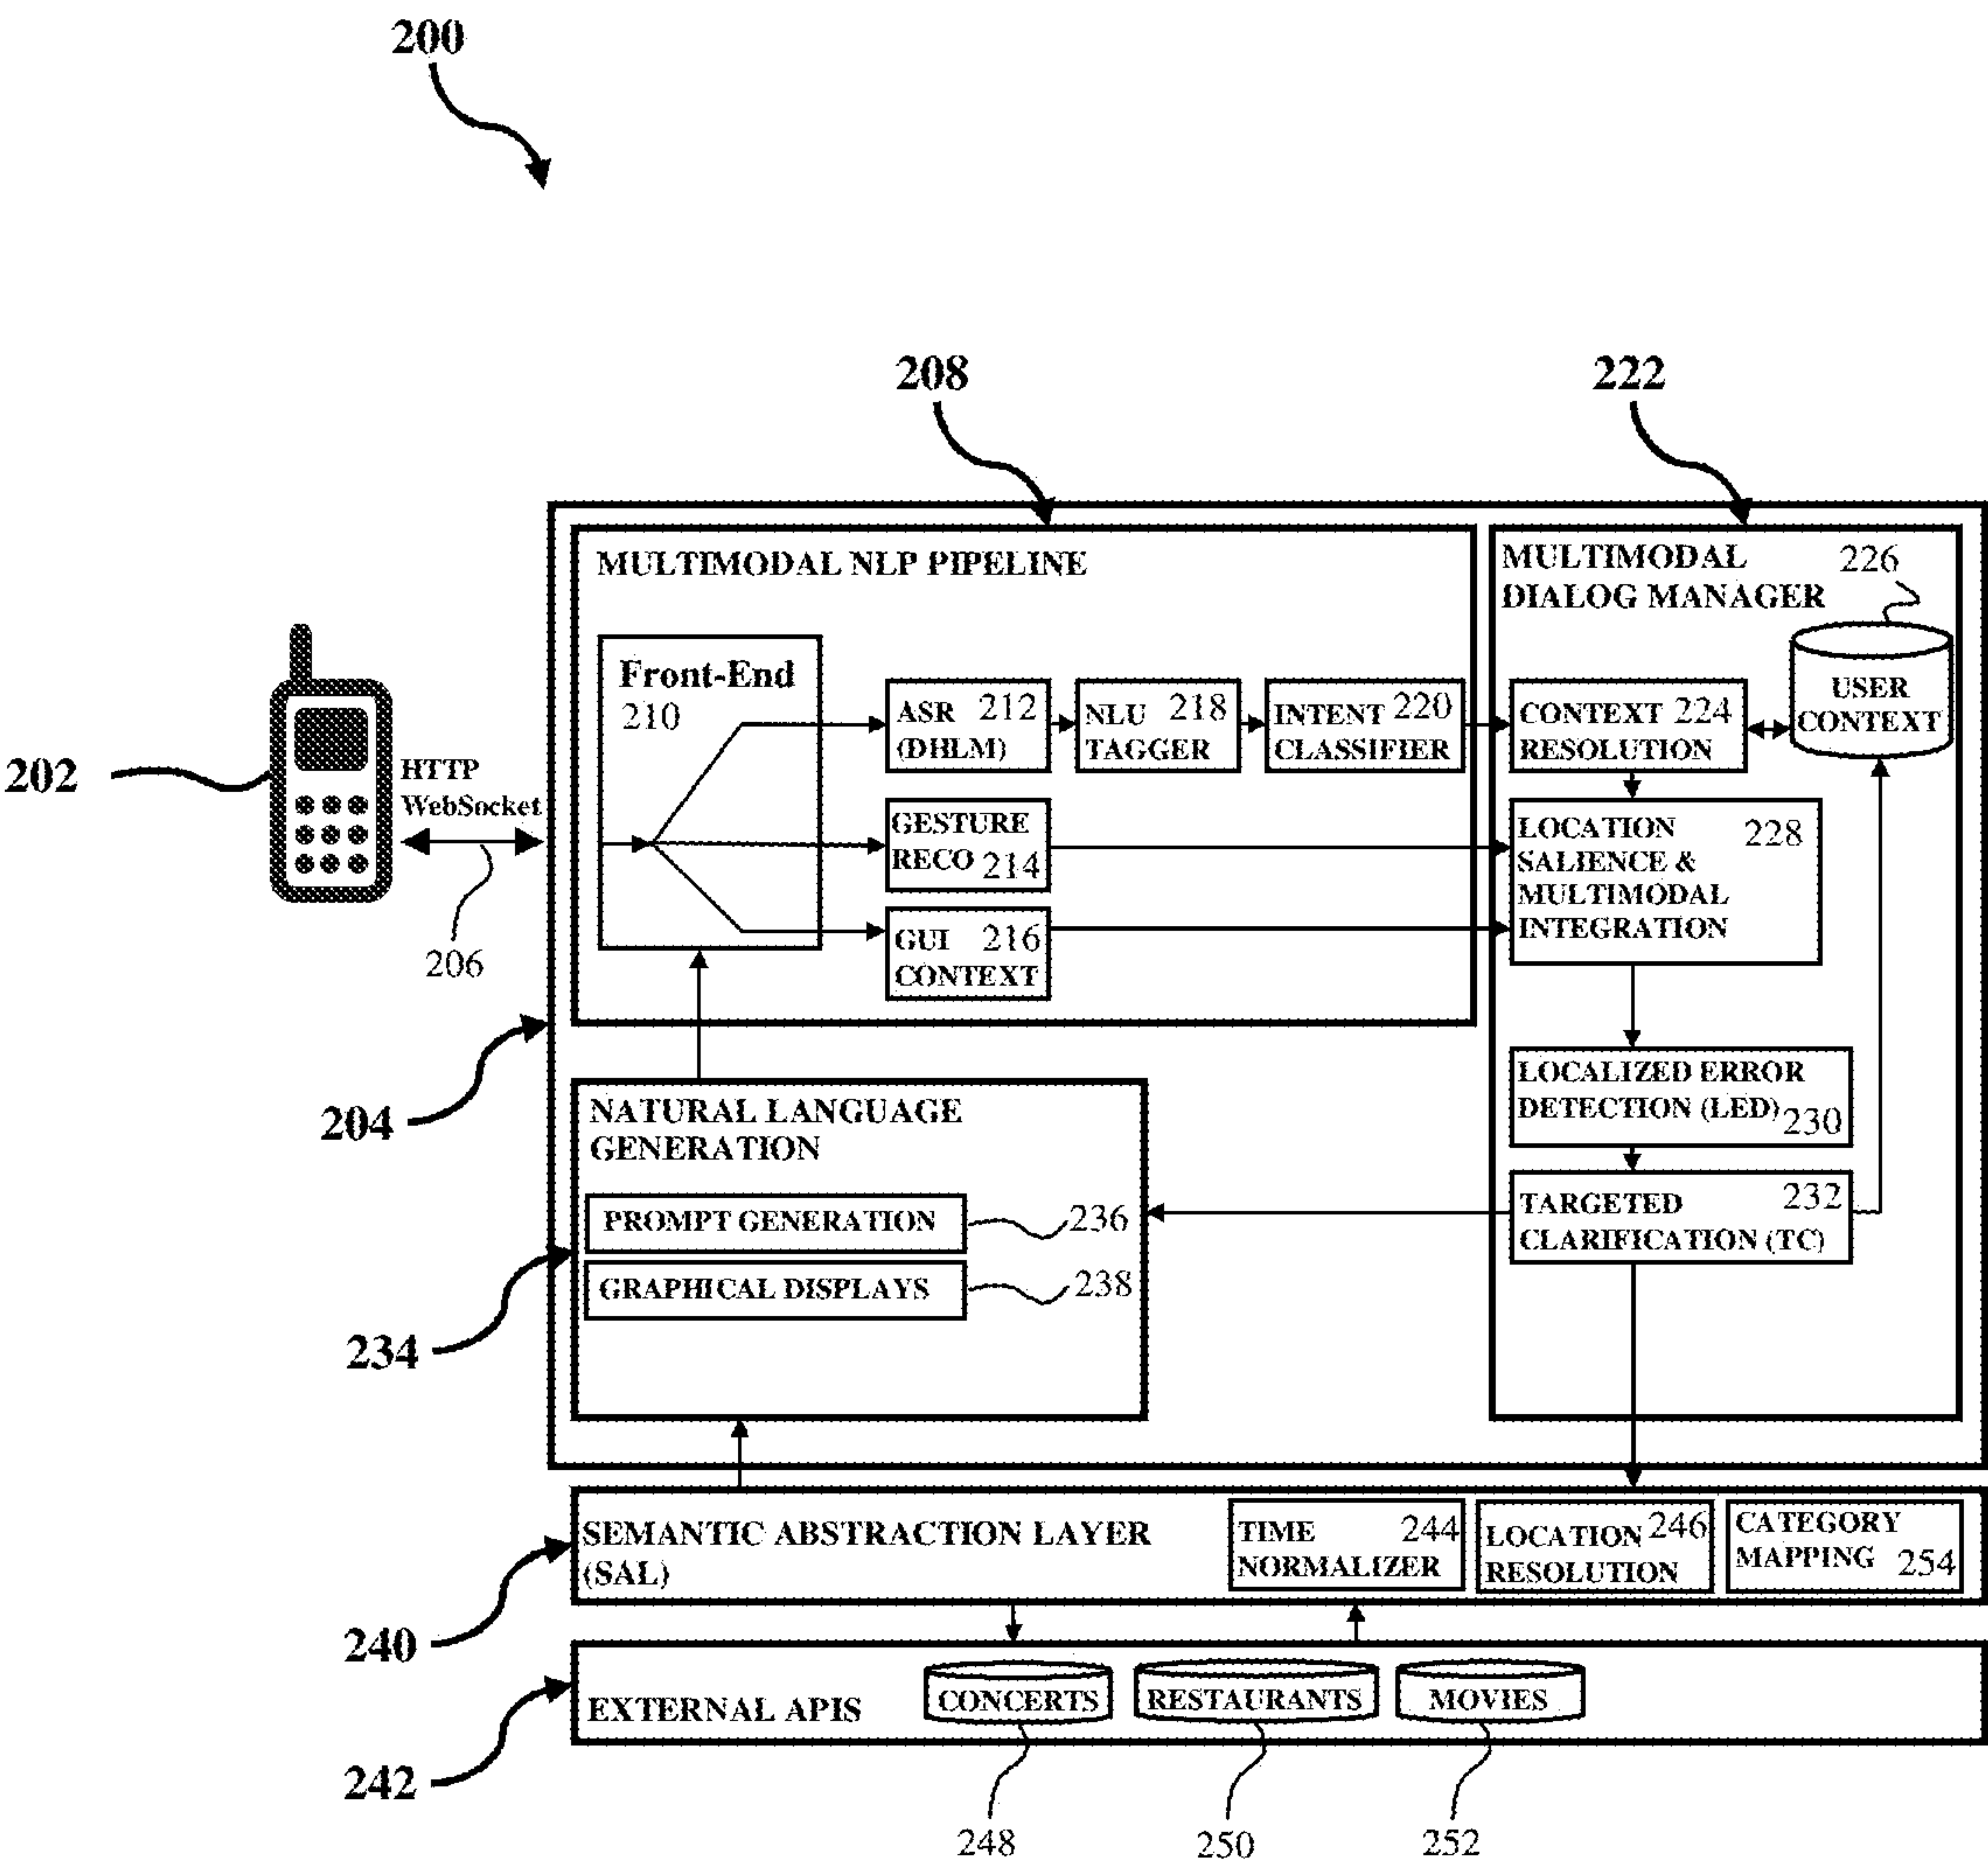 200
208
222
MULTIMODAL NLP PIPELINE
MULTIMODAL
DIALOG MANAGER
226
Front-End
210
ASR 212
(DHLM)
NLU 218
TAGGER
INTENT 220
CLASSIFIER
CONTEXT 224
RESOLUTION
USER
CONTEXT
202
HTTP
WebSocket
206
GESTURE
RECO 214
GUI 216
CONTEXT
LOCATION 228
SALIENCE &
MULTIMODAL
INTEGRATION
204
LOCALIZED ERROR
DETECTION (LED) 230
NATURAL LANGUAGE
GENERATION
PROMPT GENERATION 236
GRAPHICAL DISPLAYS 238
TARGETED 232
CLARIFICATION (TC)
234
SEMANTIC ABSTRACTION LAYER
(SAL)
TIME 244
NORMALIZER
LOCATION 246
RESOLUTION
CATEGORY
MAPPING 254
240
EXTERNAL APIS
CONCERTS
RESTAURANTS
MOVIES
242
248
250
252